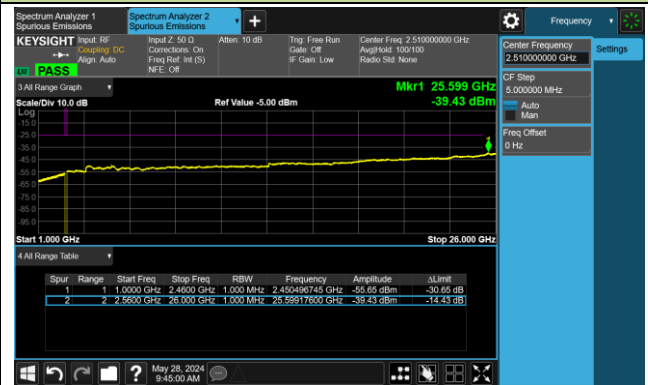 Spectrum Analyzer 1
Spurious Emissions
Spectrum Analyzer 2
Spurious Emissions
Frequency
KEYSIGHT
Input: RF
Coupling: DC
Align: Auto
Input Z: 50 Ω
Corrections: On
Freq Ref: Int (S)
NFE: Off
Atten: 10 dB
Trig: Free Run
Gate: Off
IF Gain: Low
Center Freq: 2.510000000 GHz
Avg|Hold: 100/100
Radio Std: None
PASS
Center Frequency
2.510000000 GHz
Settings
CF Step
5.000000 MHz
Auto
Man
Freq Offset
0 Hz
3 All Range Graph
Mkr1 25.599 GHz
Scale/Div 10.0 dB
Ref Value -5.00 dBm
-39.43 dBm
Log
-15.0
-25.0
-35.0
-45.0
-55.0
-65.0
-75.0
-85.0
-95.0
1
Start 1.000 GHz
Stop 26.000 GHz
4 All Range Table
Spur Range Start Freq Stop Freq RBW Frequency Amplitude ΔLimit
1 1 1.0000 GHz 2.4600 GHz 1.000 MHz 2.450496745 GHz -55.65 dBm -30.65 dB
2 2 2.5600 GHz 26.000 GHz 1.000 MHz 25.59917600 GHz -39.43 dBm -14.43 dB
May 28, 2024
9:45:00 AM